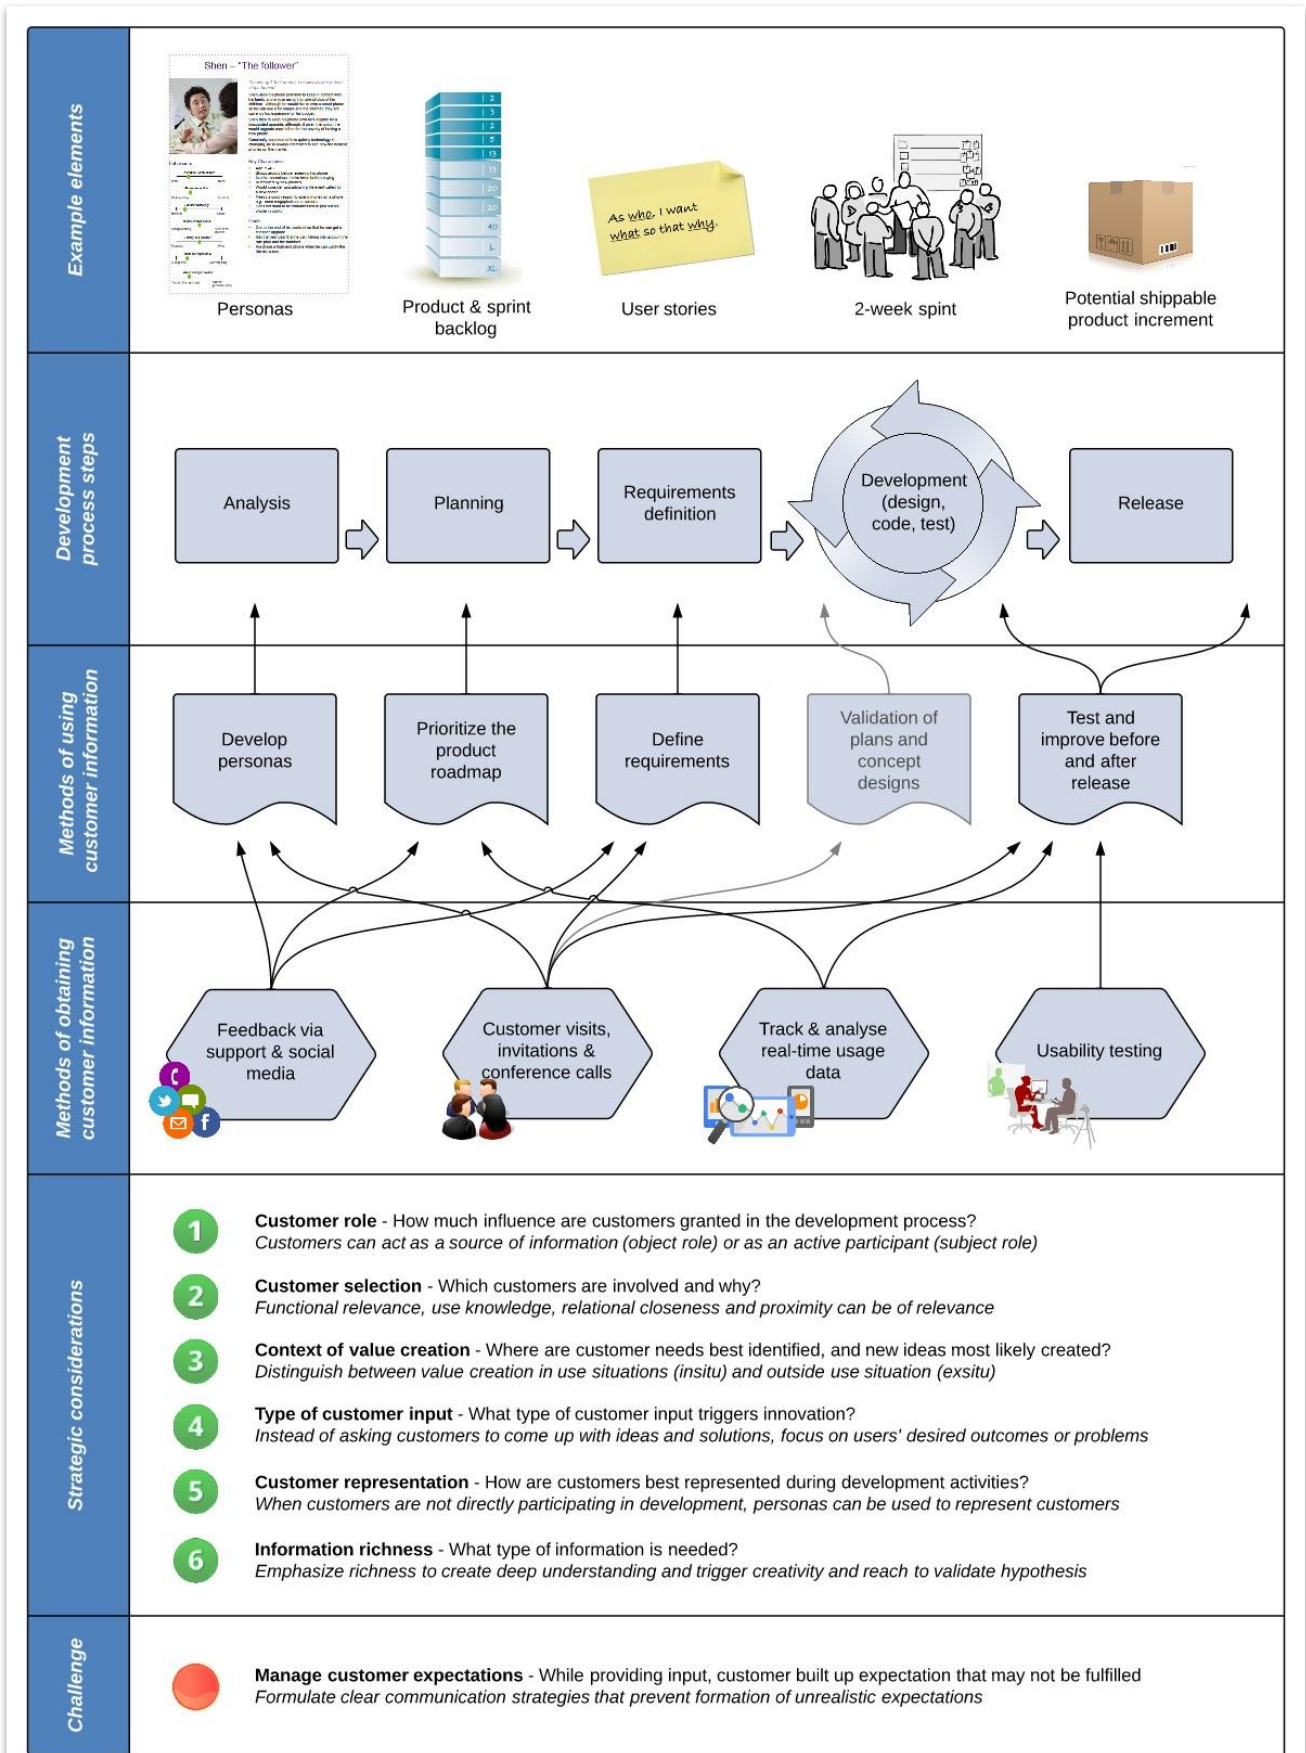 Example elements
Shen – "The follower"
2
3
2
5
13
13
20
20
40
L
XL
As who, I want
what so that why.
Personas
Product & sprint
backlog
User stories
2-week spint
Potential shippable
product increment
Development
process steps
Analysis
Planning
Requirements
definition
Development
(design,
code, test)
Release
Methods of using
customer information
Develop
personas
Prioritize the
product
roadmap
Define
requirements
Validation of
plans and
concept
designs
Test and
improve before
and after
release
Methods of obtaining
customer information
Feedback via
support & social
media
Customer visits,
invitations &
conference calls
Track & analyse
real-time usage
data
Usability testing
Strategic considerations
1
Customer role - How much influence are customers granted in the development process?
Customers can act as a source of information (object role) or as an active participant (subject role)
2
Customer selection - Which customers are involved and why?
Functional relevance, use knowledge, relational closeness and proximity can be of relevance
3
Context of value creation - Where are customer needs best identified, and new ideas most likely created?
Distinguish between value creation in use situations (insitu) and outside use situation (exsitu)
4
Type of customer input - What type of customer input triggers innovation?
Instead of asking customers to come up with ideas and solutions, focus on users' desired outcomes or problems
5
Customer representation - How are customers best represented during development activities?
When customers are not directly participating in development, personas can be used to represent customers
6
Information richness - What type of information is needed?
Emphasize richness to create deep understanding and trigger creativity and reach to validate hypothesis
Challenge
Manage customer expectations - While providing input, customer built up expectation that may not be fulfilled
Formulate clear communication strategies that prevent formation of unrealistic expectations